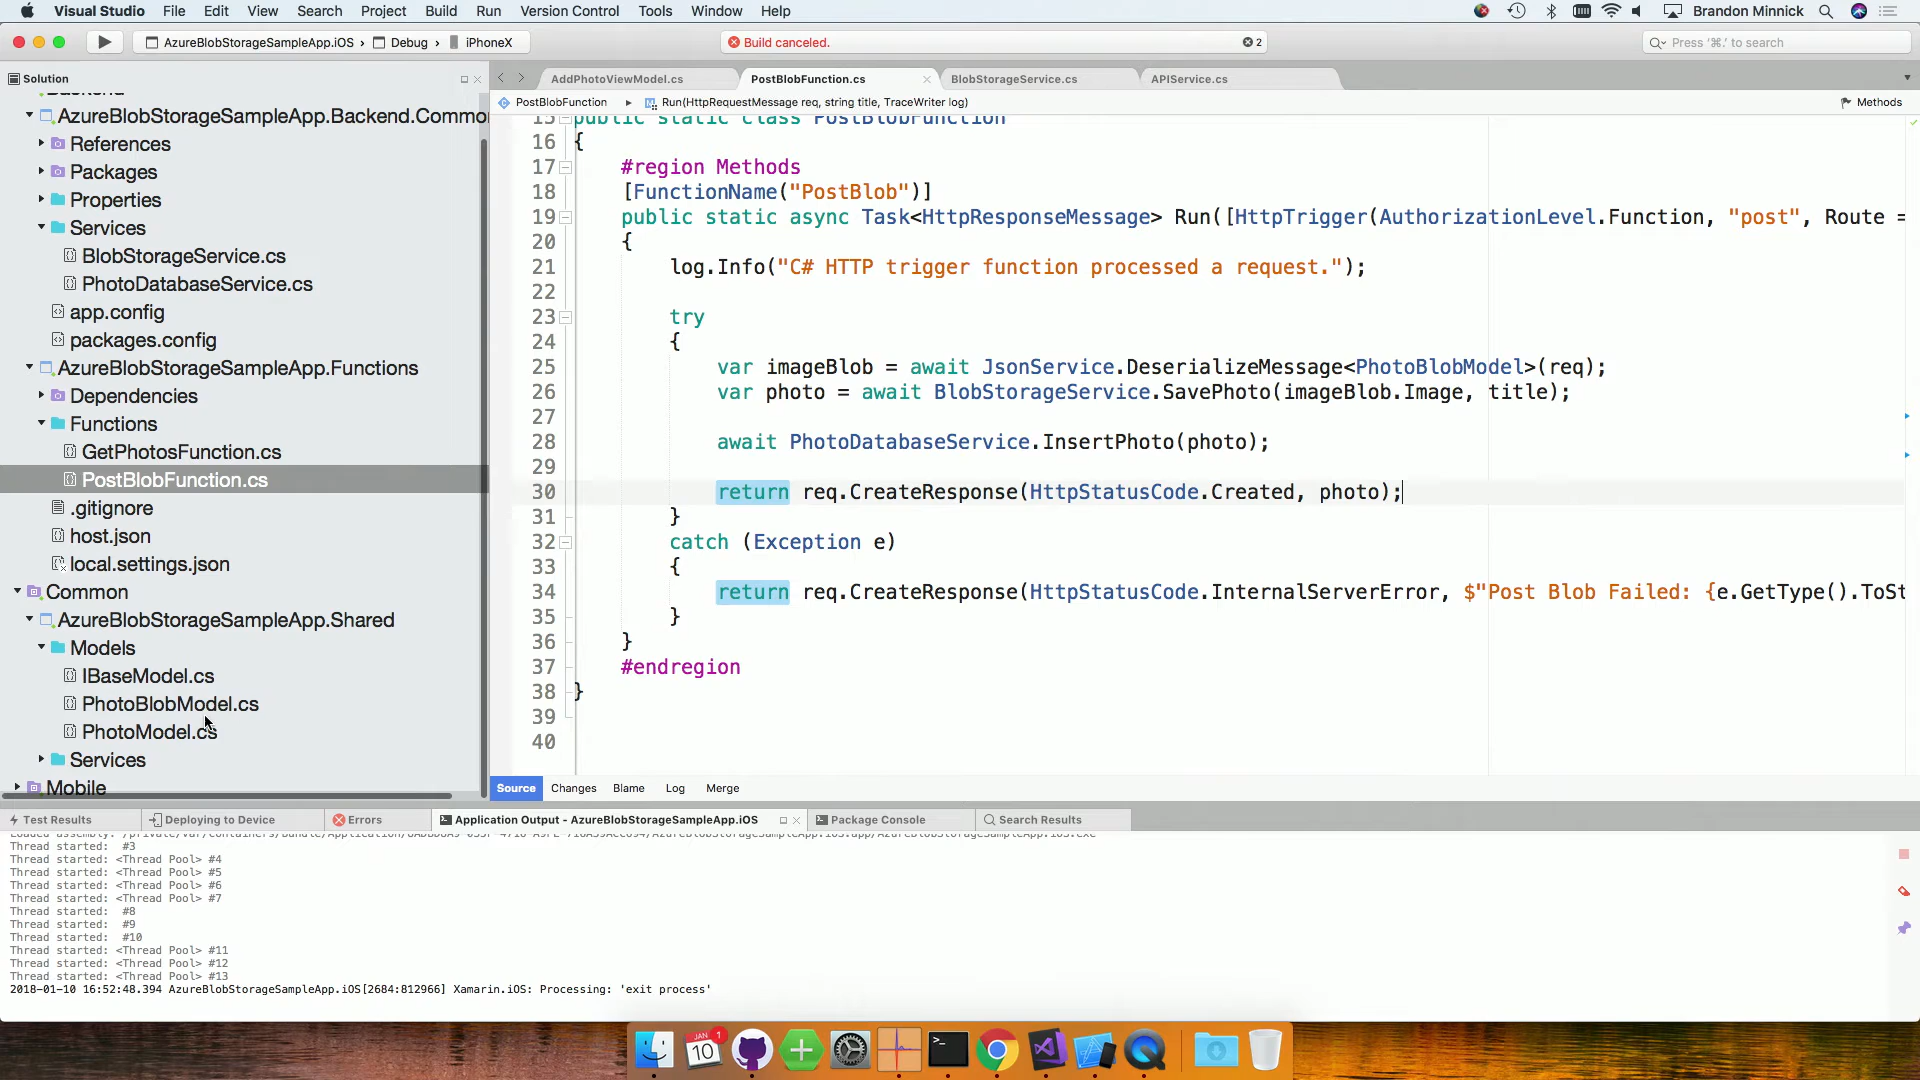 Visual Studio File Edit View Search Project Build Run Version Control Tools Window Help Brandon Minnick
AzureBlobStorageSampleApp.iOS Debug iPhoneX Build canceled. 2 Press '⌘.' to search
Solution
AddPhotoViewModel.cs PostBlobFunction.cs BlobStorageService.cs APIService.cs
PostBlobFunction Run(HttpRequestMessage req, string title, TraceWriter log) Methods
Backend
AzureBlobStorageSampleApp.Backend.Commo
References
Packages
Properties
Services
BlobStorageService.cs
PhotoDatabaseService.cs
app.config
packages.config
AzureBlobStorageSampleApp.Functions
Dependencies
Functions
GetPhotosFunction.cs
PostBlobFunction.cs
.gitignore
host.json
local.settings.json
Common
AzureBlobStorageSampleApp.Shared
Models
IBaseModel.cs
PhotoBlobModel.cs
PhotoModel.cs
Services
Mobile
15 public static class PostBlobFunction
16 {
17 #region Methods
18 [FunctionName("PostBlob")]
19 public static async Task<HttpResponseMessage> Run([HttpTrigger(AuthorizationLevel.Function, "post", Route =
20 {
21 log.Info("C# HTTP trigger function processed a request.");
22
23 try
24 {
25 var imageBlob = await JsonService.DeserializeMessage<PhotoBlobModel>(req);
26 var photo = await BlobStorageService.SavePhoto(imageBlob.Image, title);
27
28 await PhotoDatabaseService.InsertPhoto(photo);
29
30 return req.CreateResponse(HttpStatusCode.Created, photo);
31 }
32 catch (Exception e)
33 {
34 return req.CreateResponse(HttpStatusCode.InternalServerError, $"Post Blob Failed: {e.GetType().ToSt
35 }
36 }
37 #endregion
38 }
39
40
Source Changes Blame Log Merge
Test Results Deploying to Device Errors Application Output - AzureBlobStorageSampleApp.iOS Package Console Search Results
Thread started: #3
Thread started: <Thread Pool> #4
Thread started: <Thread Pool> #5
Thread started: <Thread Pool> #6
Thread started: <Thread Pool> #7
Thread started: #8
Thread started: #9
Thread started: #10
Thread started: <Thread Pool> #11
Thread started: <Thread Pool> #12
Thread started: <Thread Pool> #13
2018-01-10 16:52:48.394 AzureBlobStorageSampleApp.iOS[2684:812966] Xamarin.iOS: Processing: 'exit process'
JAN 10 1